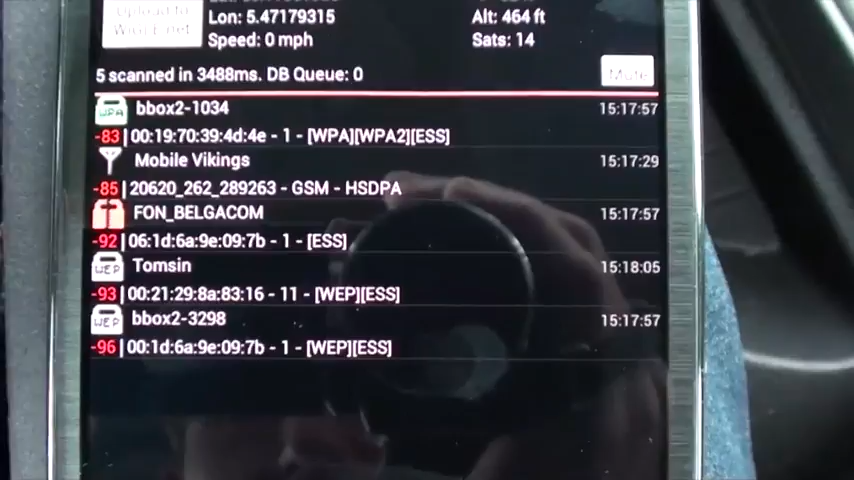 Upload to
WiGLE.net
Lon: 5.47179315
Alt: 464 ft
Speed: 0 mph
Sats: 14
5 scanned in 3488ms. DB Queue: 0
Mute
WPA
bbox2-1034
15:17:57
-83 | 00:19:70:39:4d:4e - 1 - [WPA][WPA2][ESS]
Mobile Vikings
15:17:29
-85 | 20620_262_289263 - GSM - HSDPA
FON_BELGACOM
15:17:57
-92 | 06:1d:6a:9e:09:7b - 1 - [ESS]
WEP
Tomsin
15:18:05
-93 | 00:21:29:8a:83:16 - 11 - [WEP][ESS]
WEP
bbox2-3298
15:17:57
-96 | 00:1d:6a:9e:09:7b - 1 - [WEP][ESS]